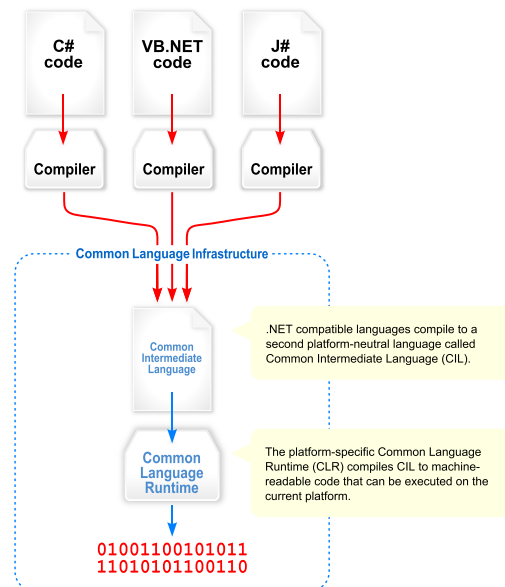 C#
code
VB.NET
code
J#
code
Compiler
Compiler
Compiler
Common Language Infrastructure
Common
Intermediate
Language
.NET compatible languages compile to a
second platform-neutral language called
Common Intermediate Language (CIL).
Common
Language
Runtime
The platform-specific Common Language
Runtime (CLR) compiles CIL to machine-
readable code that can be executed on the
current platform.
01001100101011
11010101100110